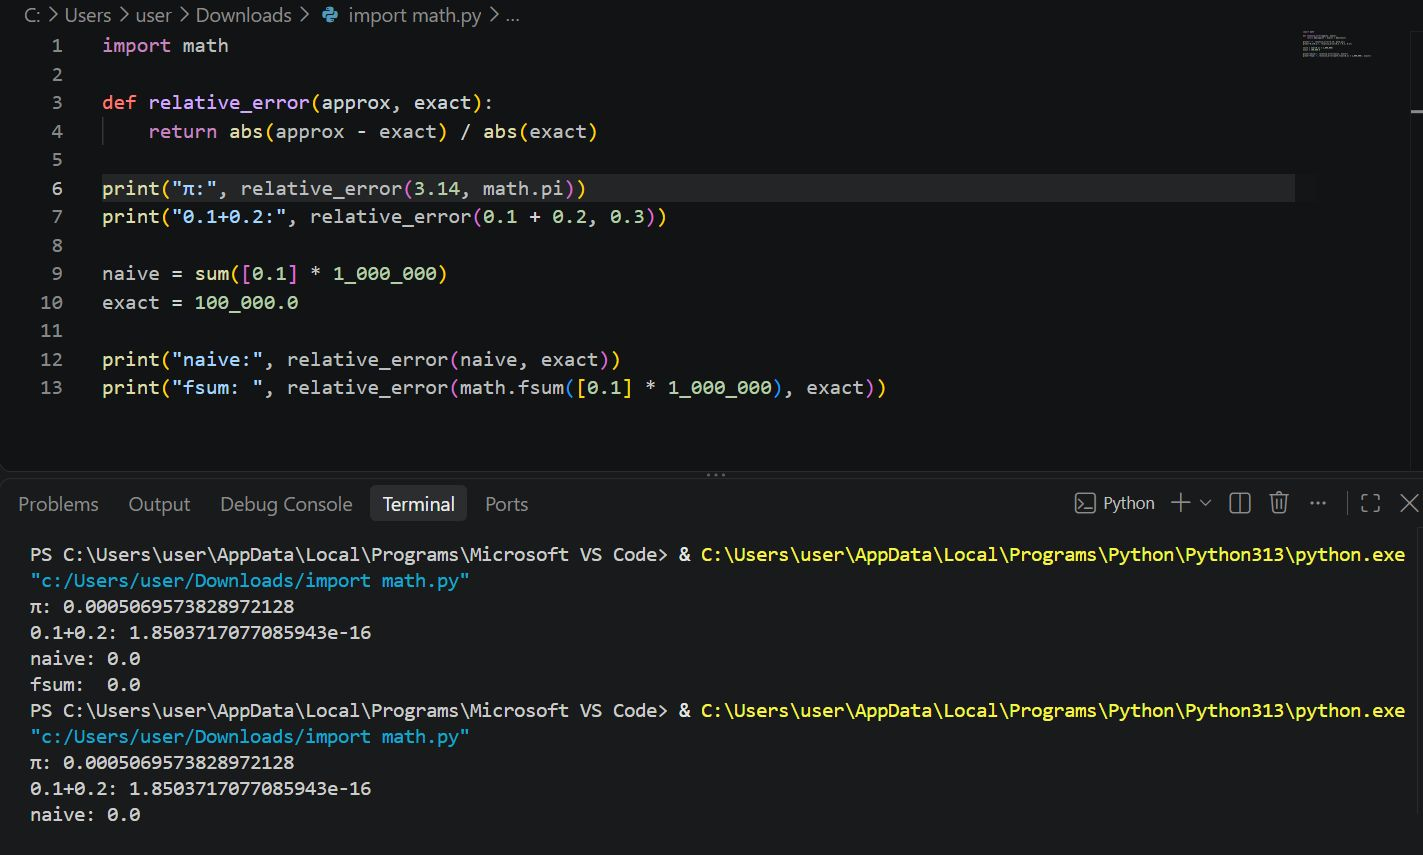 C: > Users > user > Downloads > import math.py > ...
1 import math
2
3 def relative_error(approx, exact):
4     return abs(approx - exact) / abs(exact)
5
6 print("π:", relative_error(3.14, math.pi))
7 print("0.1+0.2:", relative_error(0.1 + 0.2, 0.3))
8
9 naive = sum([0.1] * 1_000_000)
10 exact = 100_000.0
11
12 print("naive:", relative_error(naive, exact))
13 print("fsum: ", relative_error(math.fsum([0.1] * 1_000_000), exact))
Problems Output Debug Console Terminal Ports Python
PS C:\Users\user\AppData\Local\Programs\Microsoft VS Code> & C:\Users\user\AppData\Local\Programs\Python\Python313\python.exe
"c:/Users/user/Downloads/import math.py"
π: 0.0005069573828972128
0.1+0.2: 1.8503717077085943e-16
naive: 0.0
fsum:  0.0
PS C:\Users\user\AppData\Local\Programs\Microsoft VS Code> & C:\Users\user\AppData\Local\Programs\Python\Python313\python.exe
"c:/Users/user/Downloads/import math.py"
π: 0.0005069573828972128
0.1+0.2: 1.8503717077085943e-16
naive: 0.0